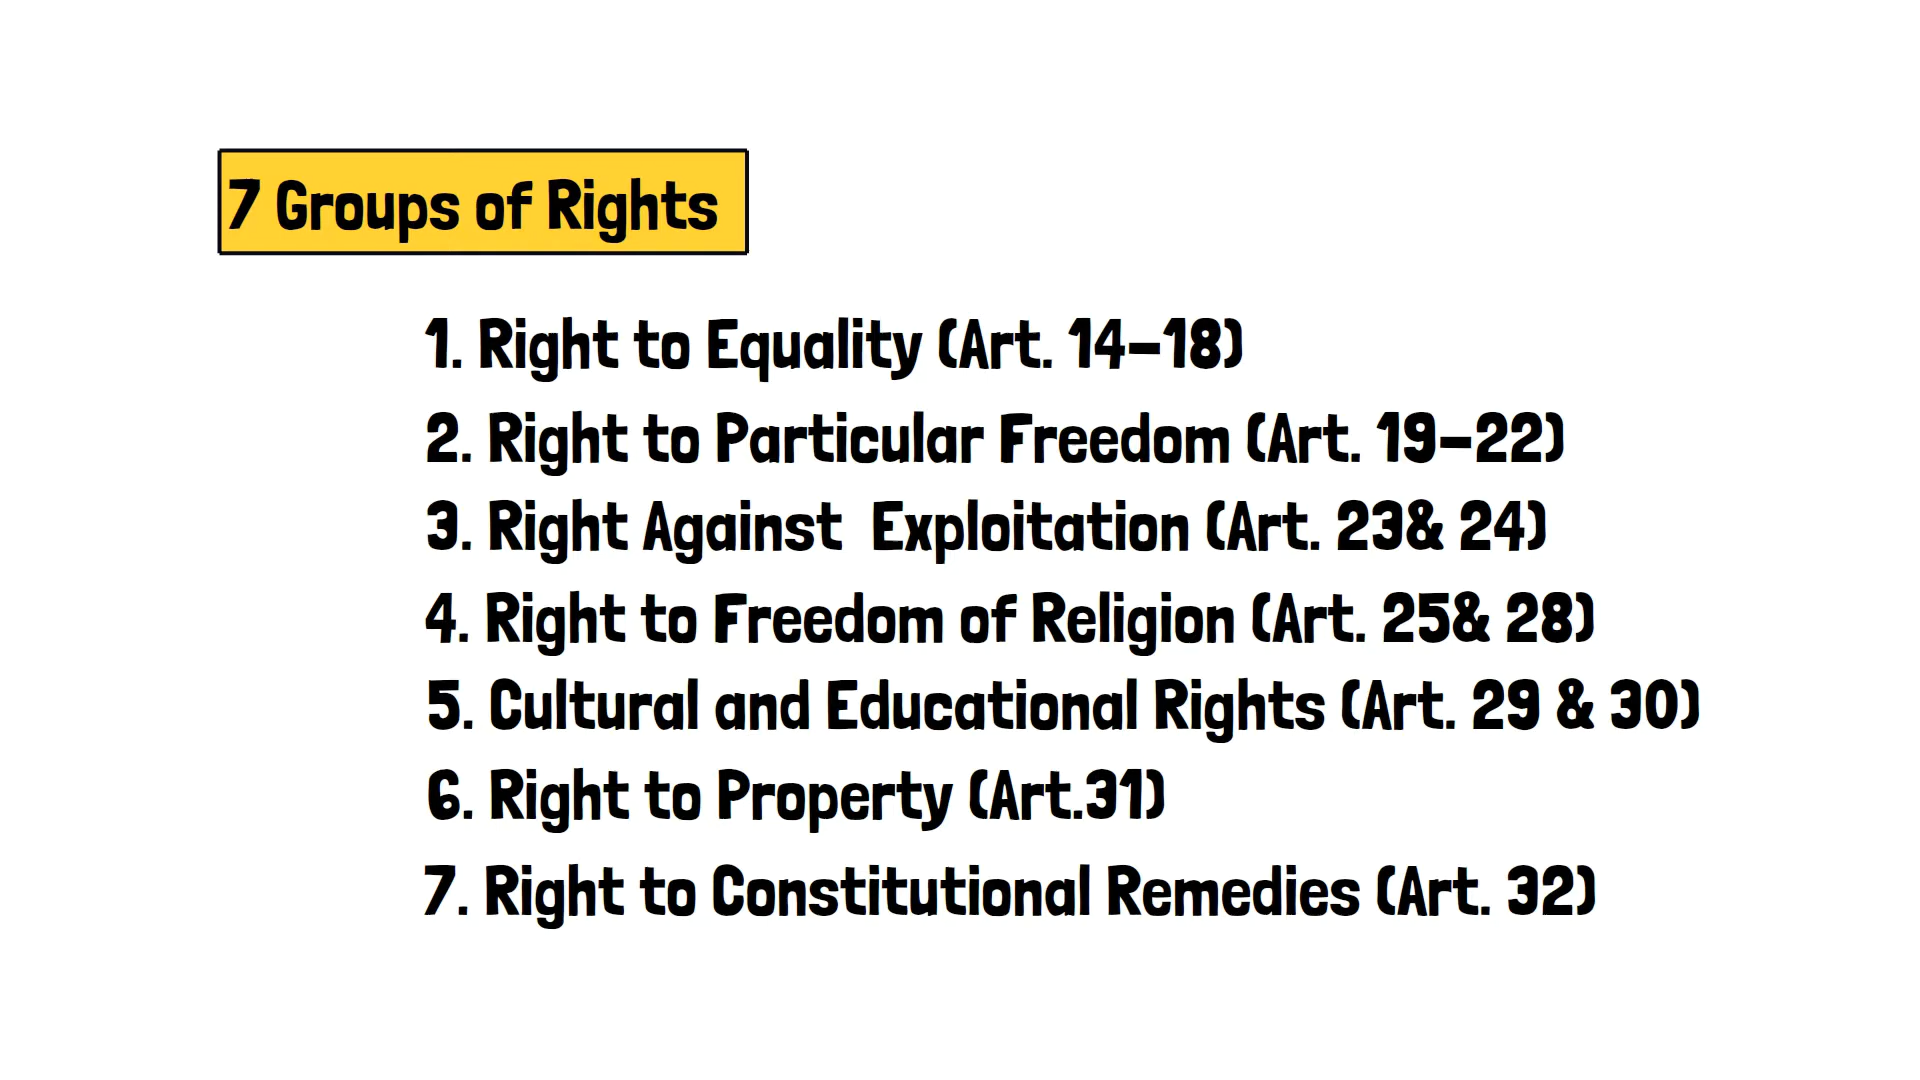 7 Groups of Rights
1. Right to Equality (Art. 14-18)
2. Right to Particular Freedom (Art. 19-22)
3. Right Against  Exploitation (Art. 23& 24)
4. Right to Freedom of Religion (Art. 25& 28)
5. Cultural and Educational Rights (Art. 29 & 30)
6. Right to Property (Art.31)
7. Right to Constitutional Remedies (Art. 32)